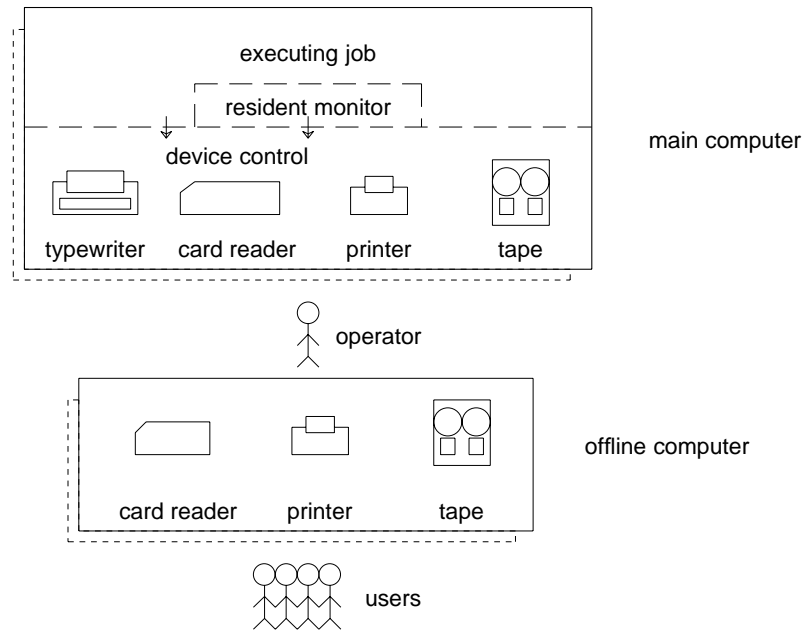 executing job
resident monitor
main computer
device control
typewriter card reader printer tape
operator
offline computer
card reader printer tape
users